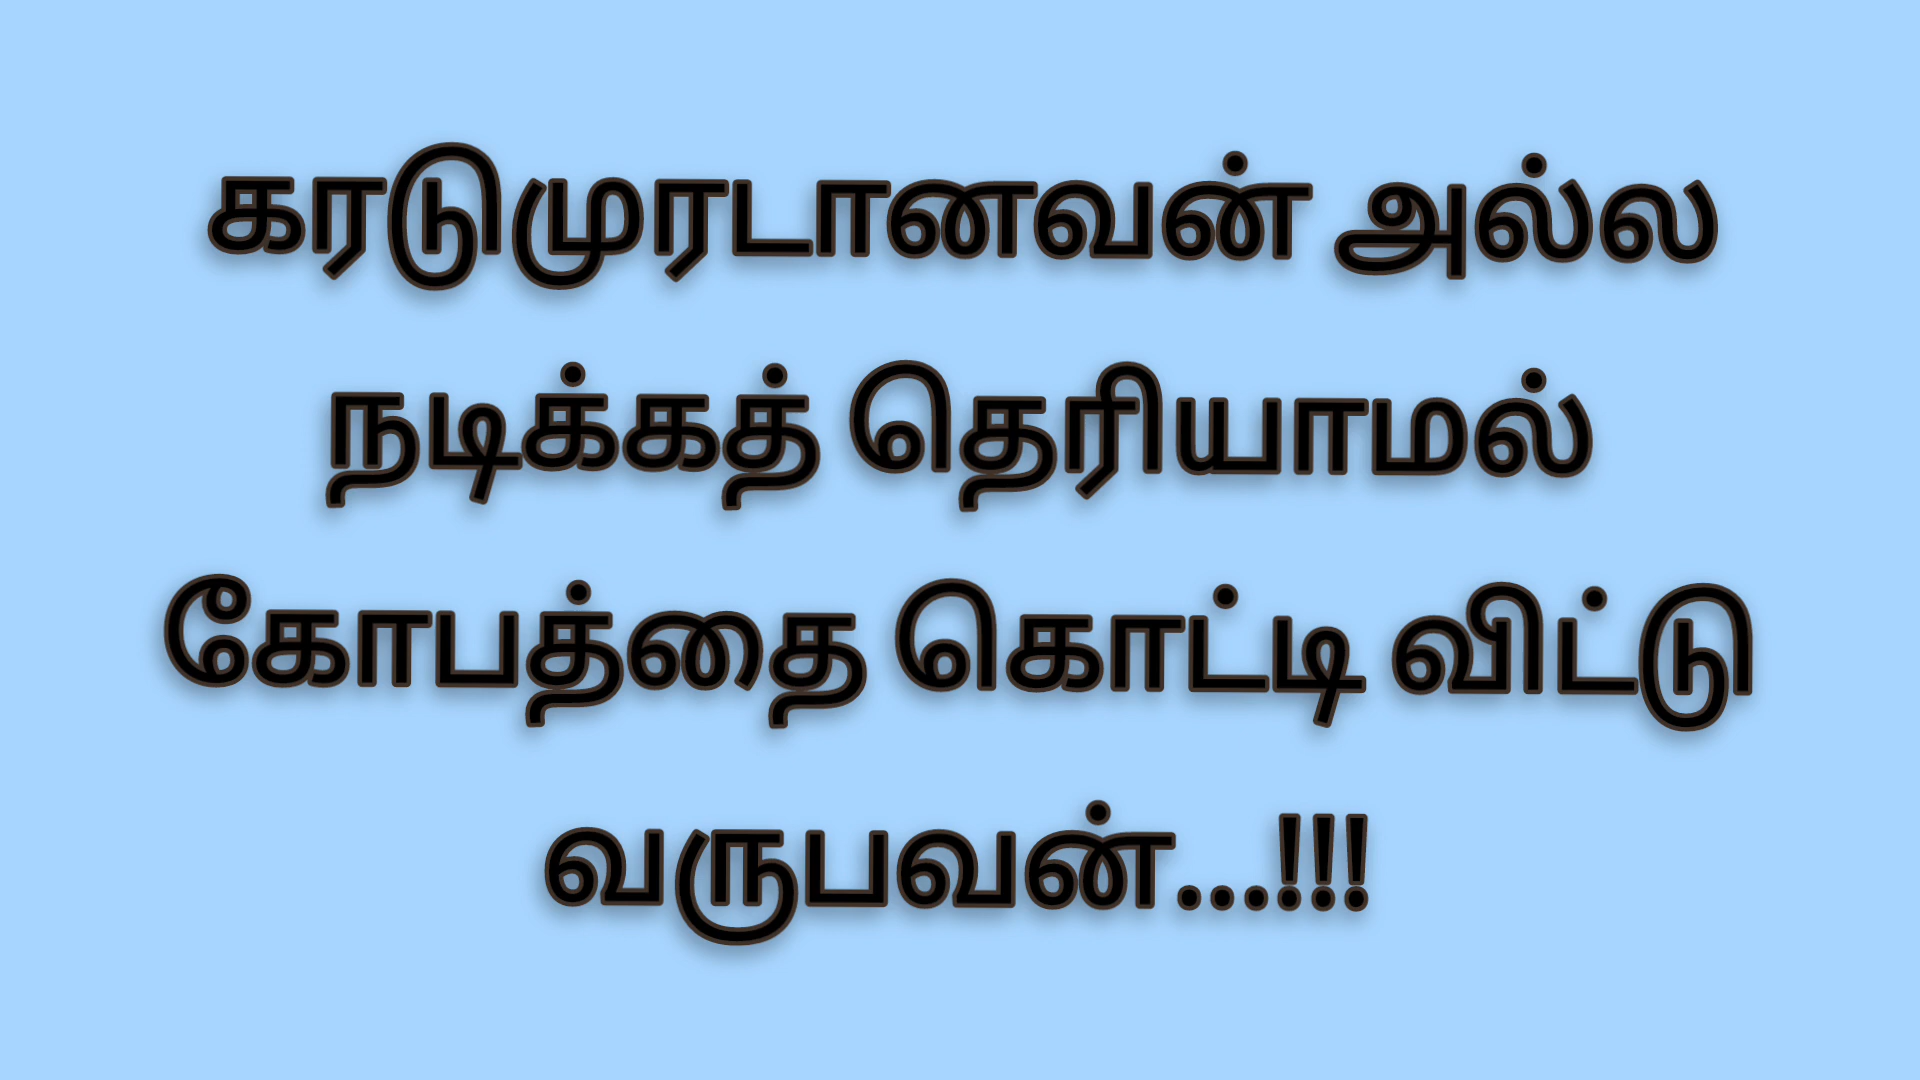 கரடுமுரடானவன் அல்ல
நடிக்கத் தெரியாமல்
கோபத்தை கொட்டி விட்டு
வருபவன்...!!!